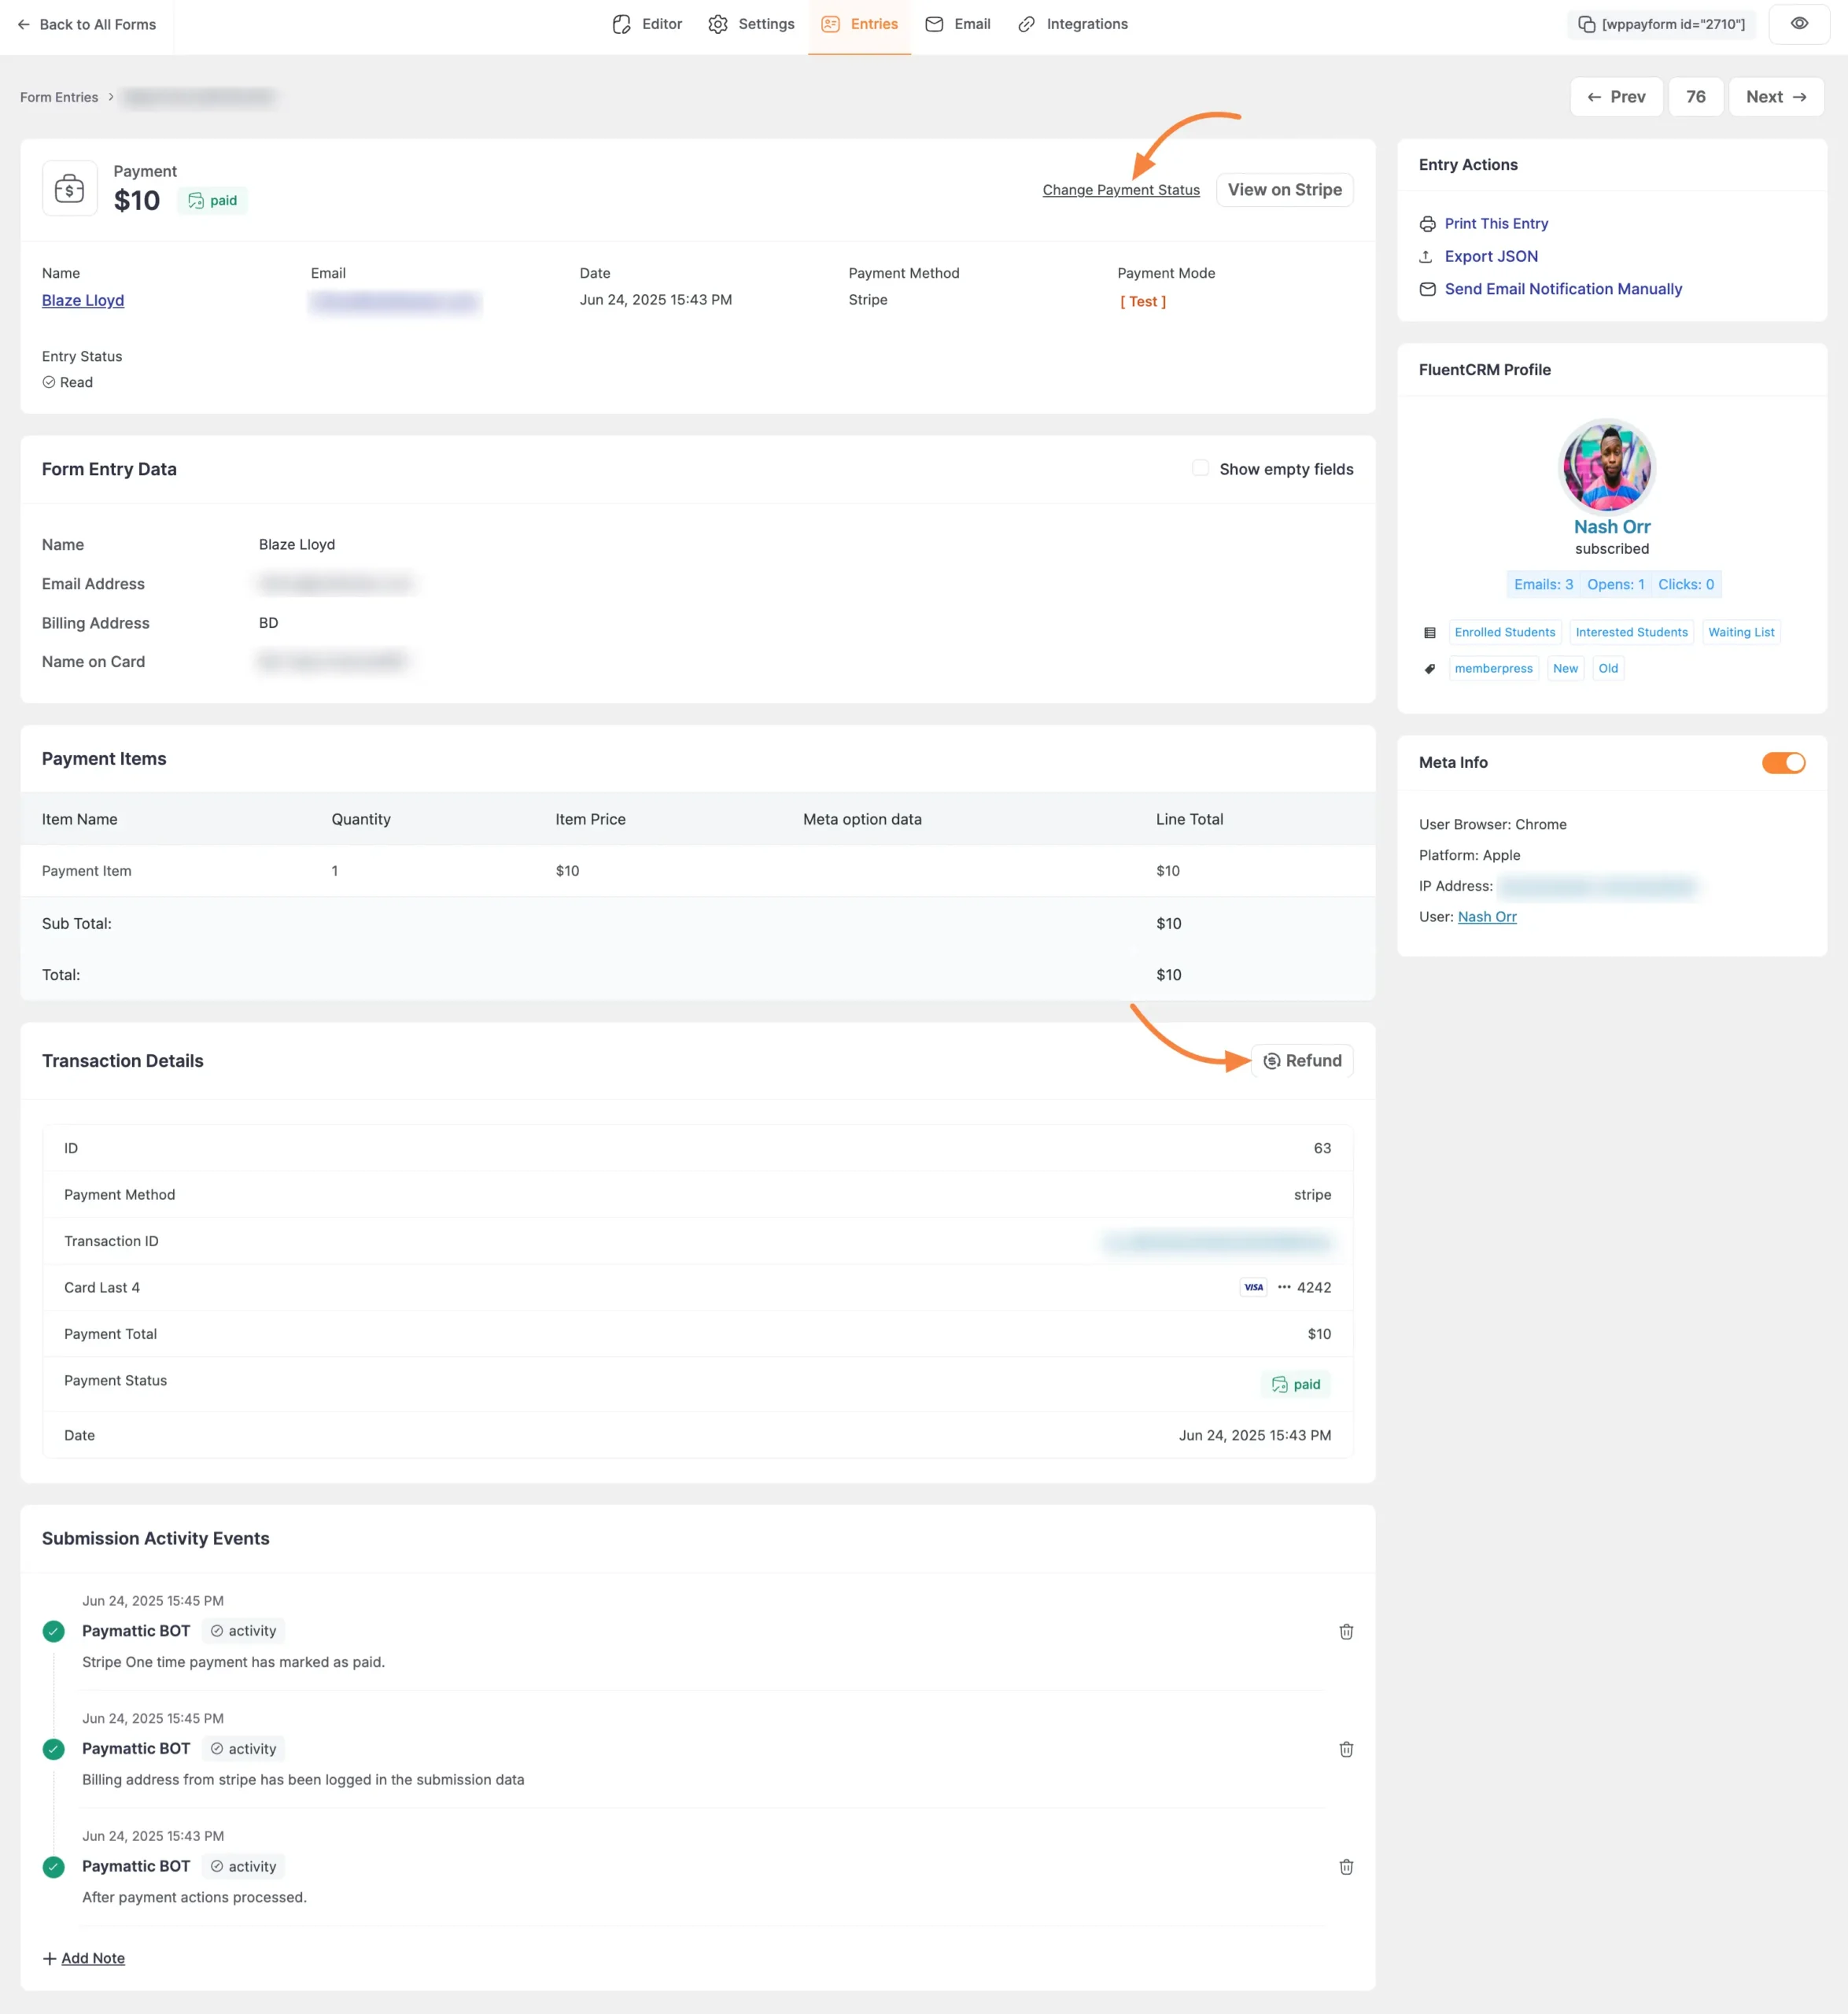 Back to All Forms
Editor
Settings
Entries
Email
Integrations
[wppayform id="2710"]
Form Entries >
Prev
76
Next
Payment
$10
paid
Change Payment Status
View on Stripe
Name
Email
Date
Payment Method
Payment Mode
Blaze Lloyd
Jun 24, 2025 15:43 PM
Stripe
[ Test ]
Entry Status
Read
Form Entry Data
Show empty fields
Name
Blaze Lloyd
Email Address
Billing Address
BD
Name on Card
Payment Items
Item Name
Quantity
Item Price
Meta option data
Line Total
Payment Item
1
$10
$10
Sub Total:
$10
Total:
$10
Transaction Details
Refund
ID
63
Payment Method
stripe
Transaction ID
Card Last 4
VISA ••• 4242
Payment Total
$10
Payment Status
paid
Date
Jun 24, 2025 15:43 PM
Submission Activity Events
Jun 24, 2025 15:45 PM
Paymattic BOT
activity
Stripe One time payment has marked as paid.
Jun 24, 2025 15:45 PM
Paymattic BOT
activity
Billing address from stripe has been logged in the submission data
Jun 24, 2025 15:43 PM
Paymattic BOT
activity
After payment actions processed.
+ Add Note
Entry Actions
Print This Entry
Export JSON
Send Email Notification Manually
FluentCRM Profile
Nash Orr
subscribed
Emails: 3
Opens: 1
Clicks: 0
Enrolled Students
Interested Students
Waiting List
memberpress
New
Old
Meta Info
User Browser: Chrome
Platform: Apple
IP Address:
User: Nash Orr